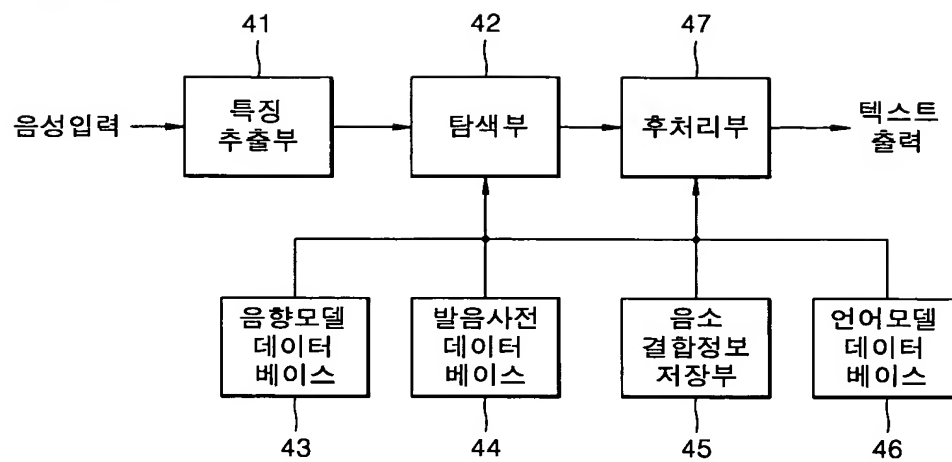 41
42
47
음성입력
특징
추출부
탐색부
후처리부
텍스트
출력
음향모델
데이터
베이스
발음사전
데이터
베이스
음소
결합정보
저장부
언어모델
데이터
베이스
43
44
45
46